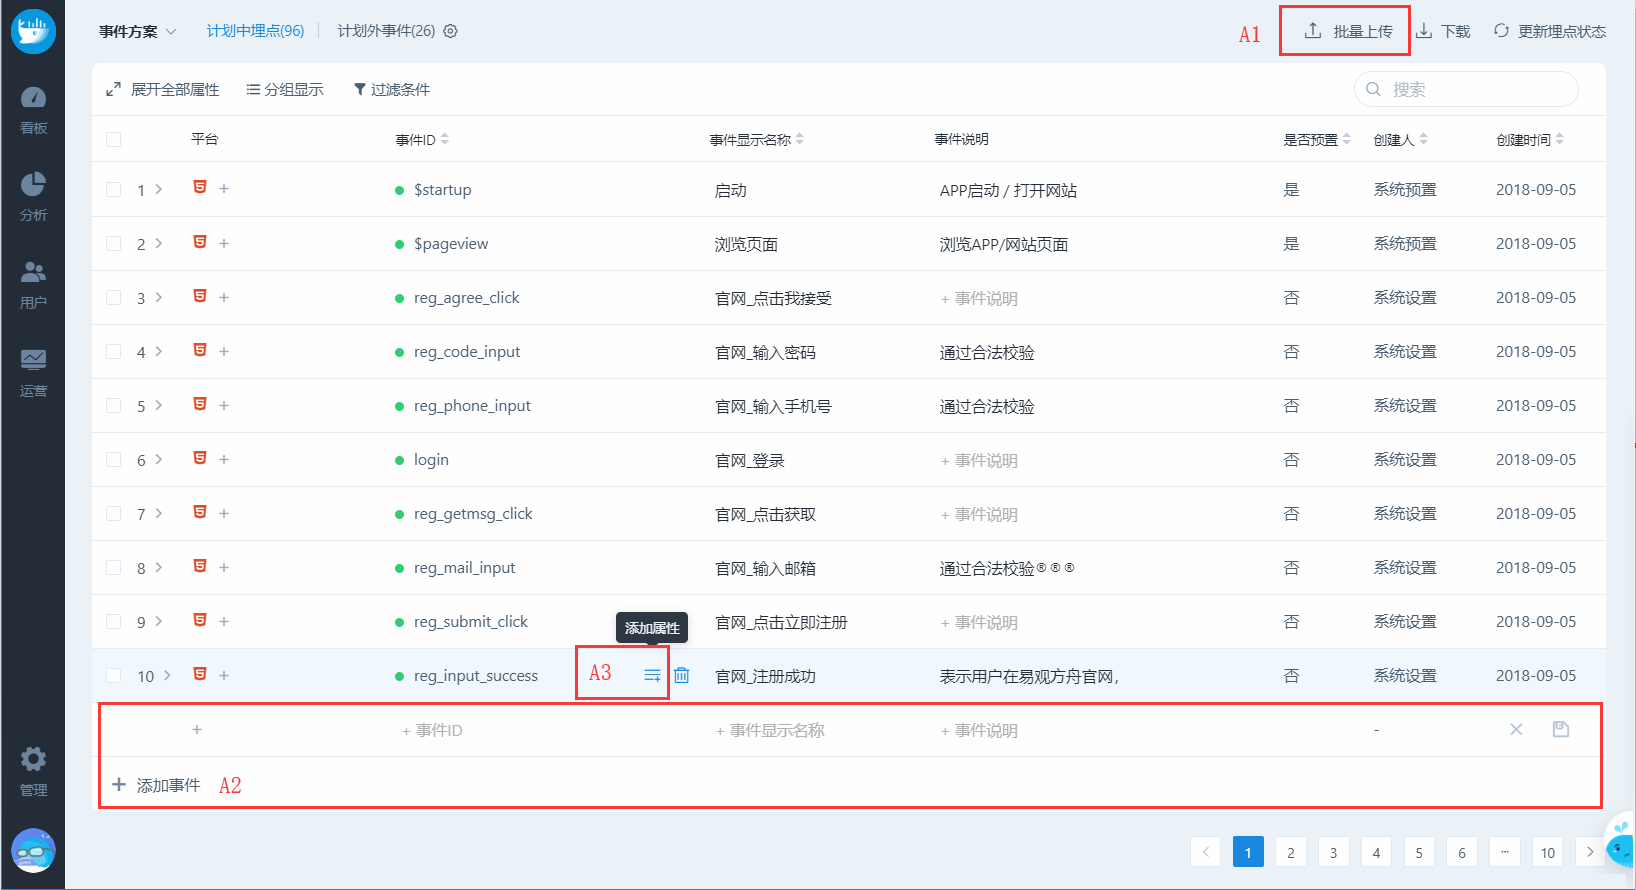 事件方案 计划中埋点(96) 计划外事件(26) A1 批量上传 下载 更新埋点状态
展开全部属性 分组显示 过滤条件 搜索
平台 事件ID 事件显示名称 事件说明 是否预置 创建人 创建时间
1 $startup 启动 APP启动 / 打开网站 是 系统预置 2018-09-05
2 $pageview 浏览页面 浏览APP/网站页面 是 系统预置 2018-09-05
3 reg_agree_click 官网_点击我接受 + 事件说明 否 系统设置 2018-09-05
4 reg_code_input 官网_输入密码 通过合法校验 否 系统设置 2018-09-05
5 reg_phone_input 官网_输入手机号 通过合法校验 否 系统设置 2018-09-05
6 login 官网_登录 + 事件说明 否 系统设置 2018-09-05
7 reg_getmsg_click 官网_点击获取 + 事件说明 否 系统设置 2018-09-05
8 reg_mail_input 官网_输入邮箱 通过合法校验®®® 否 系统设置 2018-09-05
9 reg_submit_click 官网_点击立即注册 + 事件说明 否 系统设置 2018-09-05
添加属性
10 reg_input_success A3 官网_注册成功 表示用户在易观方舟官网， 否 系统设置 2018-09-05
+ + 事件ID + 事件显示名称 + 事件说明 -
+ 添加事件 A2
1 2 3 4 5 6 ... 10
看板
分析
用户
运营
管理